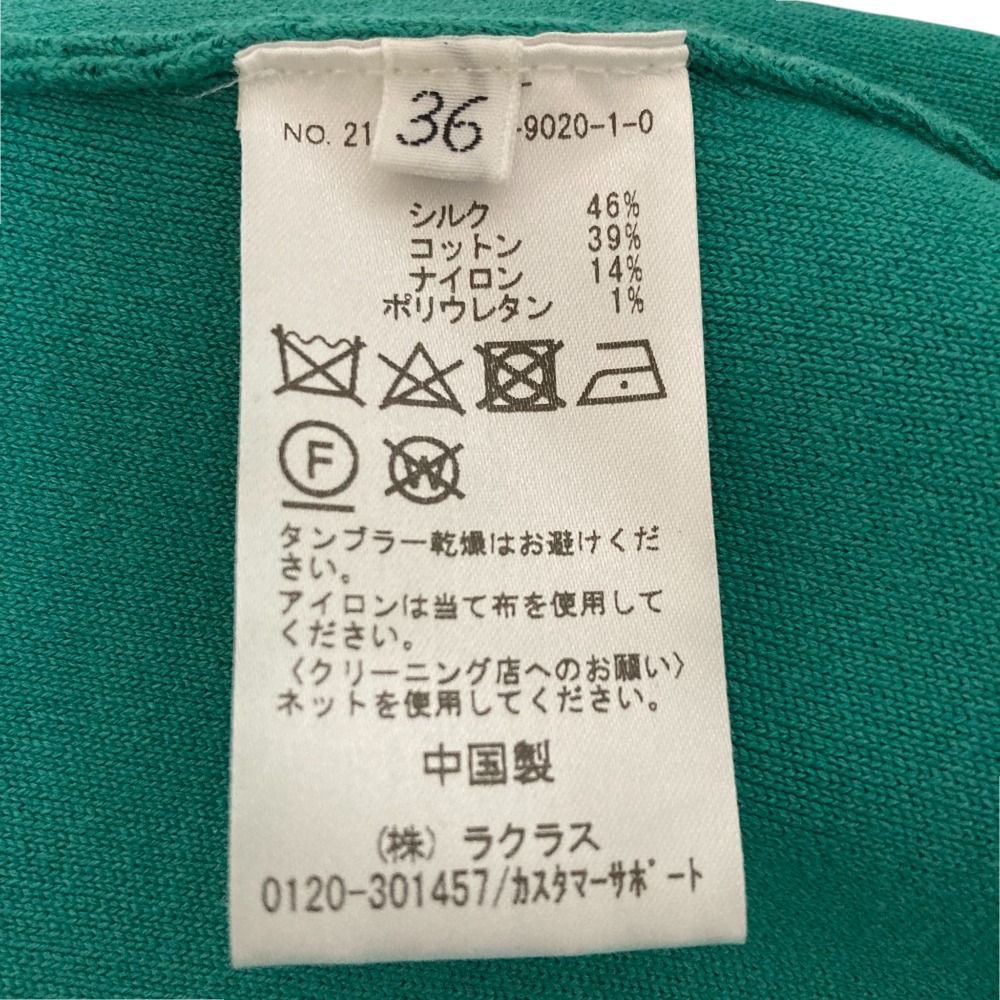 36
NO. 21 -9020-1-0
シルク 46%
コットン 39%
ナイロン 14%
ポリウレタン 1%
F W
タンブラー乾燥はお避けくだ
さい。
アイロンは当て布を使用して
ください。
〈クリーニング店へのお願い〉
ネットを使用してください。
中国製
(株) ラクラス
0120-301457/カスタマーサポート